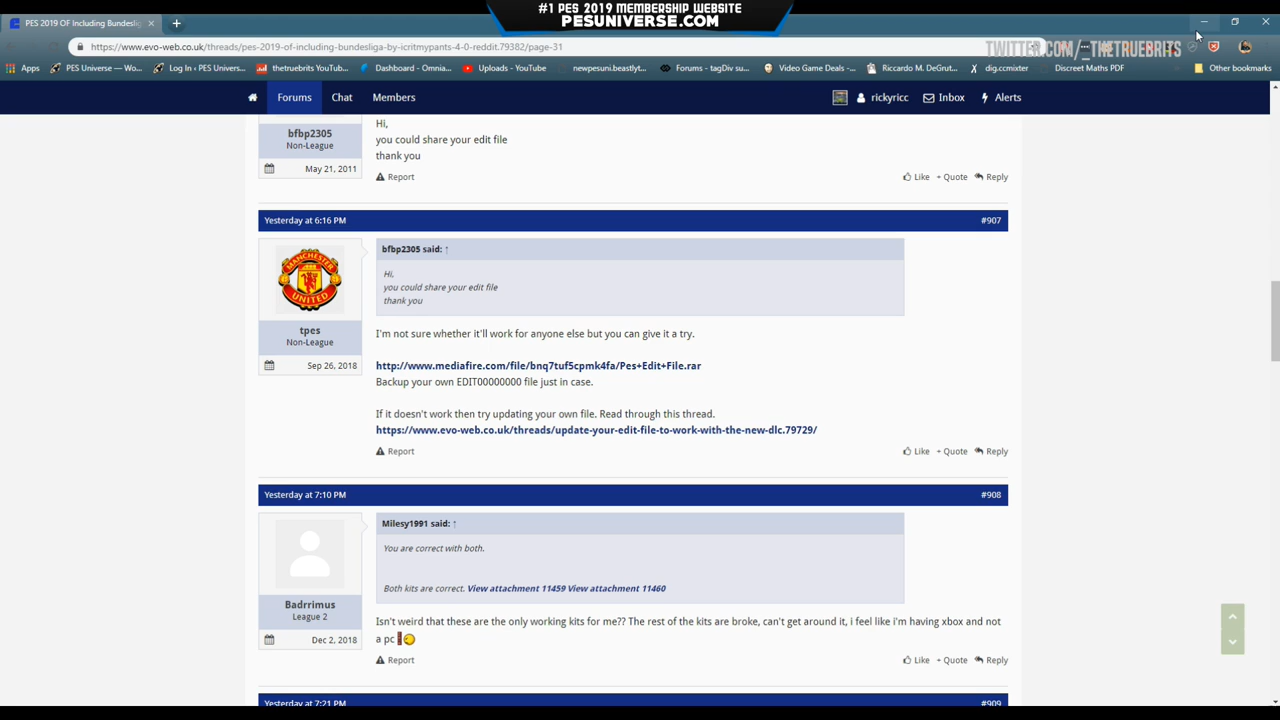 #1 PES 2019 MEMBERSHIP WEBSITE
PESUNIVERSE.COM
PES 2019 OF Including Bundeslig
https://www.evo-web.co.uk/threads/pes-2019-of-including-bundesliga-by-icritmypants-4-0-reddit.79382/page-31
TWITTER.COM/_THETRUEBRITS
Apps
PES Universe — Wo...
Log In ‹ PES Univers...
thetruebrits YouTub...
Dashboard - Omnia...
Uploads - YouTube
newpesuni.beastlyt...
Forums - tagDiv su...
Video Game Deals -...
Riccardo M. DeGrut...
dig.ccmixter
Discreet Maths PDF
Other bookmarks
Forums
Chat
Members
rickyricc
Inbox
Alerts
bfbp2305
Non-League
May 21, 2011
Hi,
you could share your edit file
thank you
Report
Like
+ Quote
Reply
Yesterday at 6:16 PM
#907
MANCHESTER
UNITED
tpes
Non-League
Sep 26, 2018
bfbp2305 said: ↑
Hi,
you could share your edit file
thank you
I'm not sure whether it'll work for anyone else but you can give it a try.
http://www.mediafire.com/file/bnq7tuf5cpmk4fa/Pes+Edit+File.rar
Backup your own EDIT00000000 file just in case.
If it doesn't work then try updating your own file. Read through this thread.
https://www.evo-web.co.uk/threads/update-your-edit-file-to-work-with-the-new-dlc.79729/
Report
Like
+ Quote
Reply
Yesterday at 7:10 PM
#908
Badrrimus
League 2
Dec 2, 2018
Milesy1991 said: ↑
You are correct with both.
Both kits are correct. View attachment 11459 View attachment 11460
Isn't weird that these are the only working kits for me?? The rest of the kits are broke, can't get around it, i feel like i'm having xbox and not
a pc
Report
Like
+ Quote
Reply
Yesterday at 7:21 PM
#909